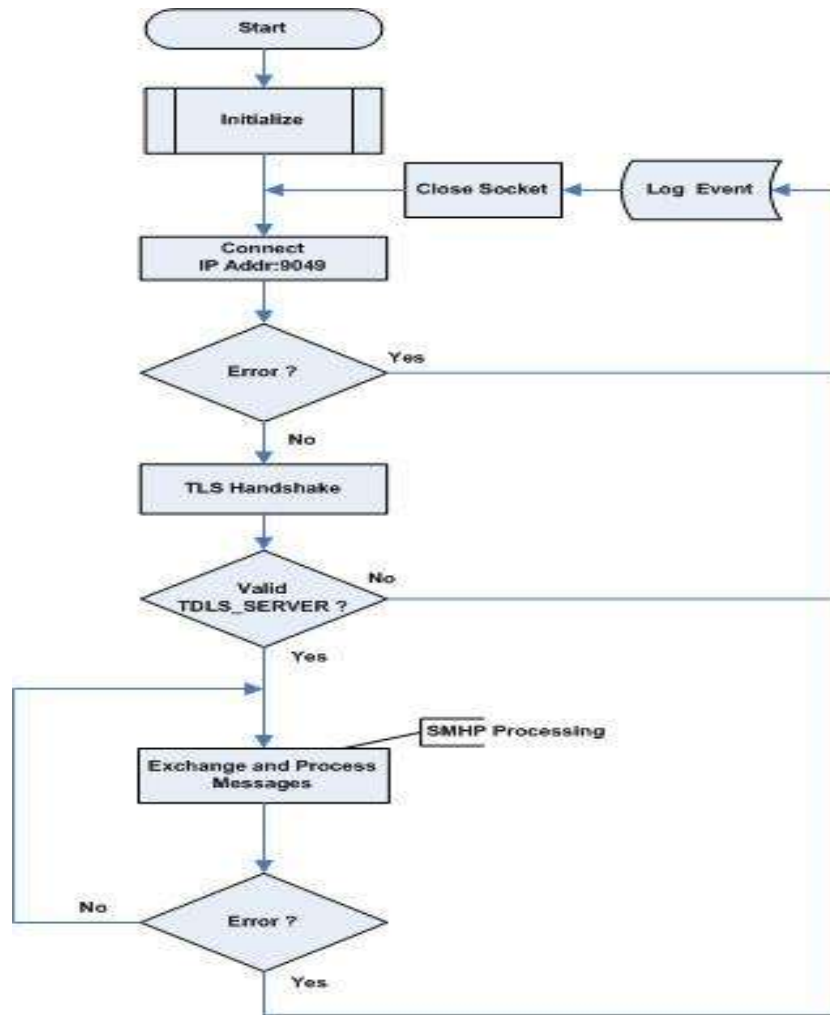 Start
Initialize
Close Socket
Log Event
Connect
IP Addr:9049
Error ?
Yes
No
TLS Handshake
Valid
TDLS_SERVER ?
No
Yes
SMHP Processing
Exchange and Process
Messages
No
Error ?
Yes